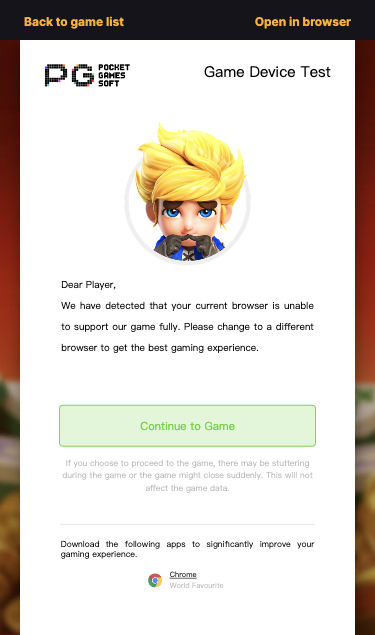 Back to game list
Open in browser
PG POCKET GAMES SOFT
Game Device Test
Dear Player,
We have detected that your current browser is unable
to support our game fully. Please change to a different
browser to get the best gaming experience.
Continue to Game
If you choose to proceed to the game, there may be stuttering
during the game or the game might close suddenly. This will not
affect the game data.
Download the following apps to significantly improve your
gaming experience.
Chrome
World Favourite